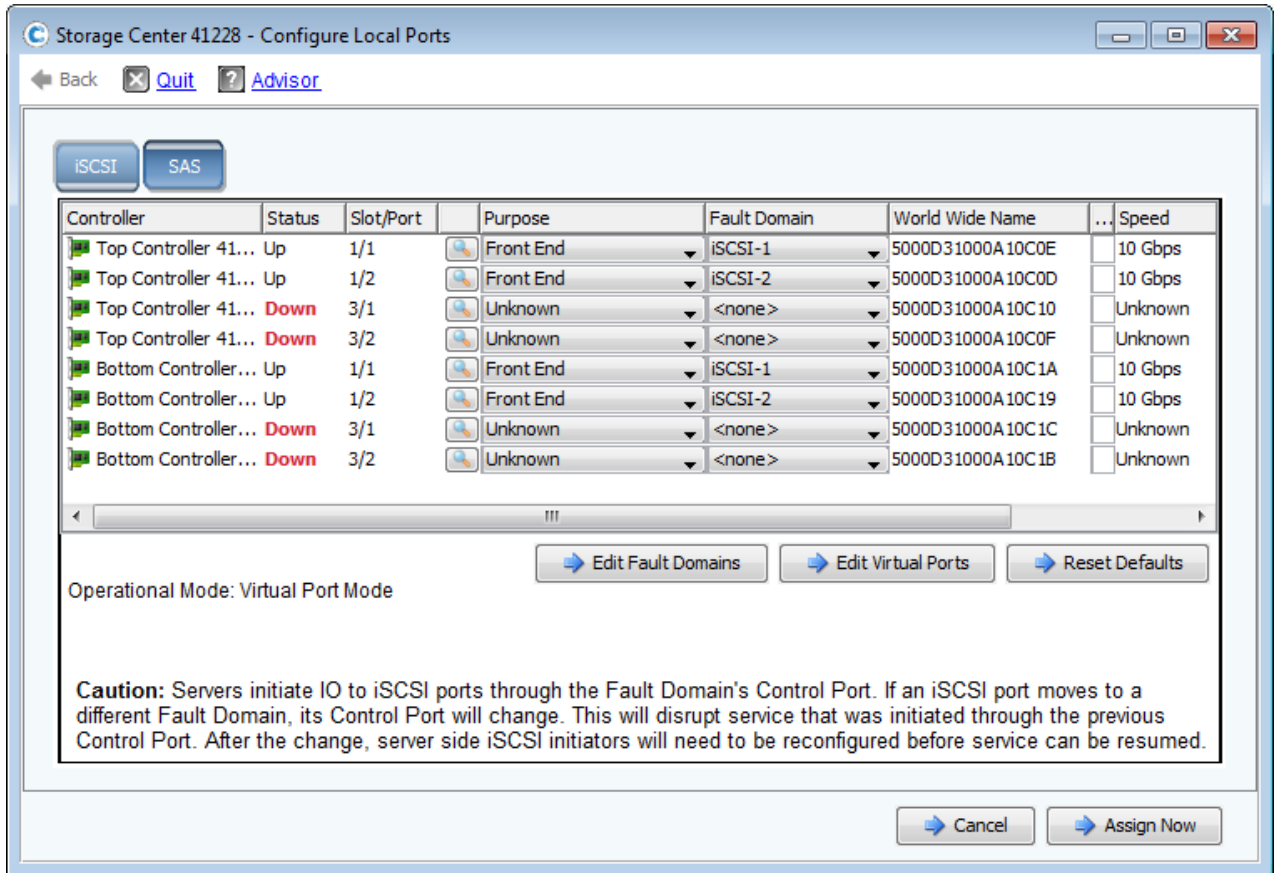 Storage Center 41228 - Configure Local Ports
Back Quit Advisor
iSCSI SAS
Controller Status Slot/Port Purpose Fault Domain World Wide Name ... Speed
Top Controller 41... Up 1/1 Front End iSCSI-1 5000D31000A10C0E 10 Gbps
Top Controller 41... Up 1/2 Front End iSCSI-2 5000D31000A10C0D 10 Gbps
Top Controller 41... Down 3/1 Unknown <none> 5000D31000A10C10 Unknown
Top Controller 41... Down 3/2 Unknown <none> 5000D31000A10C0F Unknown
Bottom Controller... Up 1/1 Front End iSCSI-1 5000D31000A10C1A 10 Gbps
Bottom Controller... Up 1/2 Front End iSCSI-2 5000D31000A10C19 10 Gbps
Bottom Controller... Down 3/1 Unknown <none> 5000D31000A10C1C Unknown
Bottom Controller... Down 3/2 Unknown <none> 5000D31000A10C1B Unknown
Edit Fault Domains Edit Virtual Ports Reset Defaults
Operational Mode: Virtual Port Mode
Caution: Servers initiate IO to iSCSI ports through the Fault Domain's Control Port. If an iSCSI port moves to a
different Fault Domain, its Control Port will change. This will disrupt service that was initiated through the previous
Control Port. After the change, server side iSCSI initiators will need to be reconfigured before service can be resumed.
Cancel Assign Now